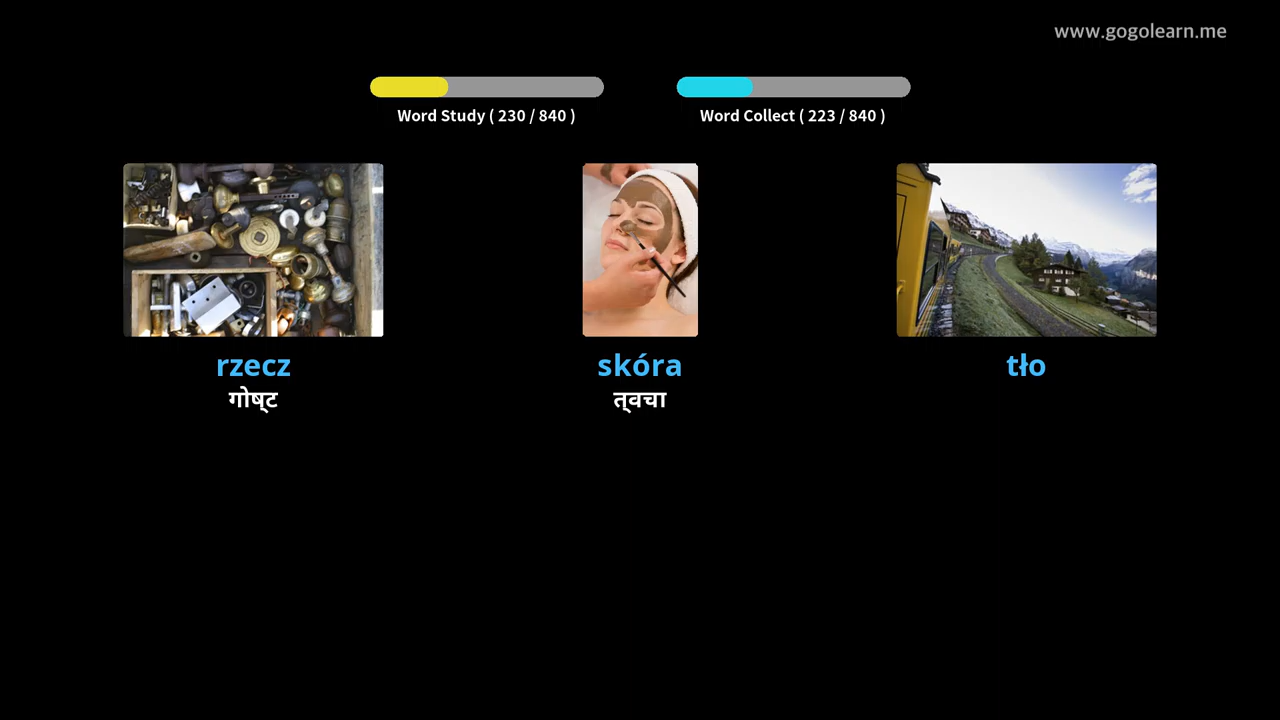 www.gogolearn.me
Word Study ( 230 / 840 )
Word Collect ( 223 / 840 )
rzecz
गोष्ट
skóra
त्वचा
tło